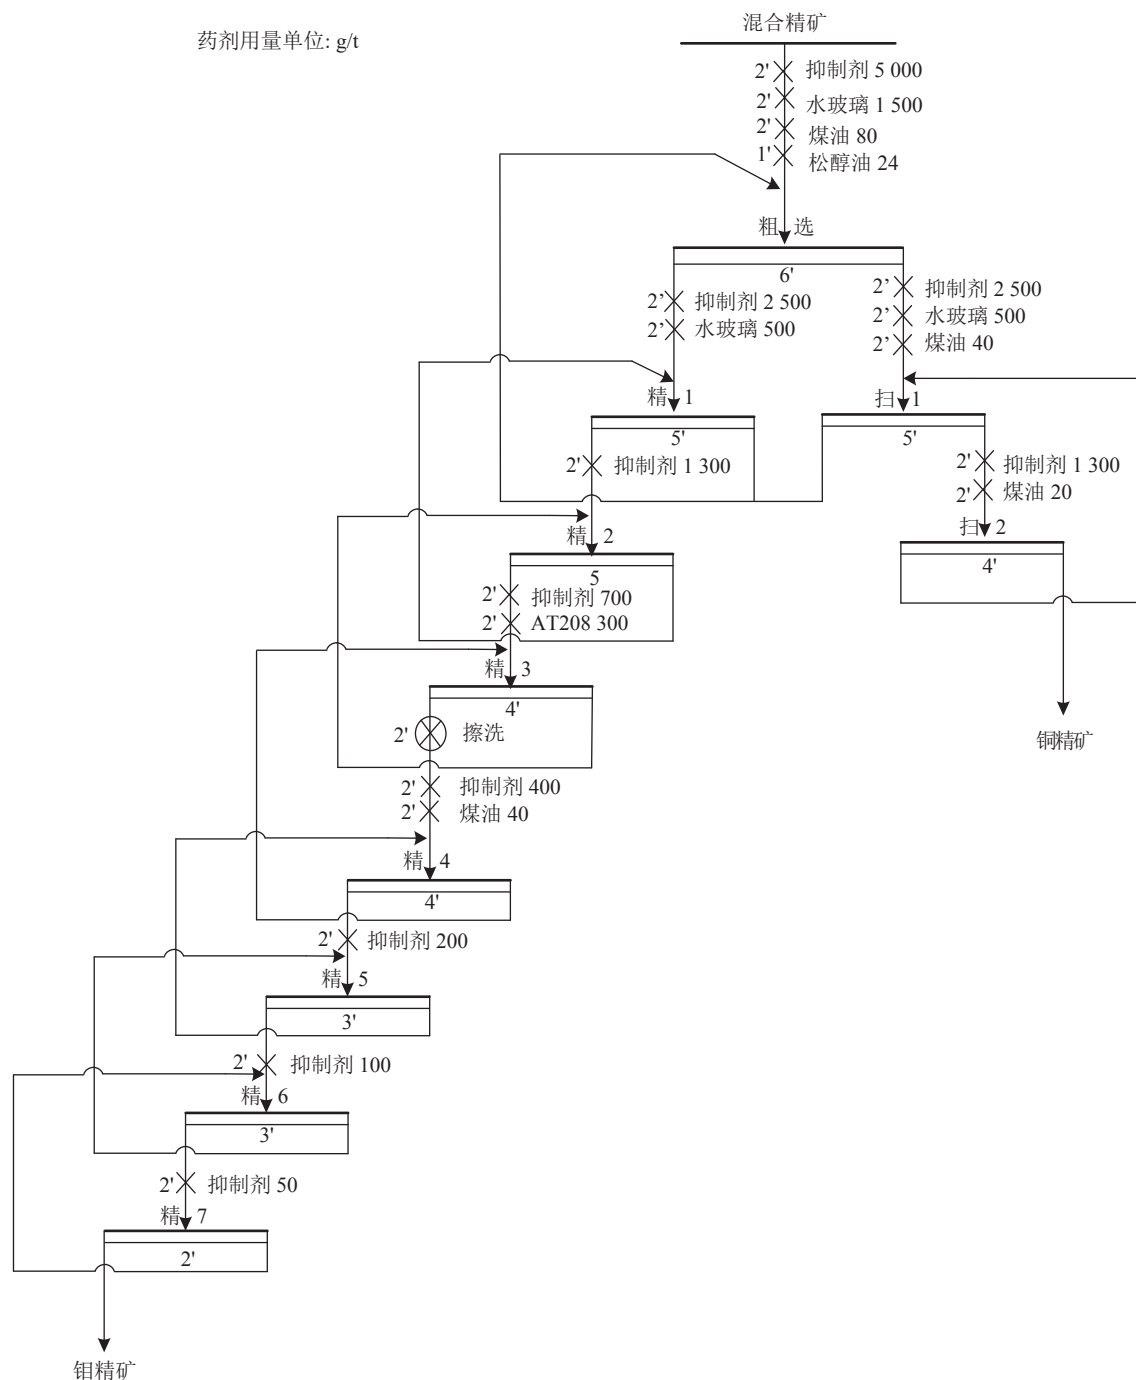 混合精矿
药剂用量单位: g/t
2' 抑制剂 5 000
2' 水玻璃 1 500
2' 煤油 80
1' 松醇油 24
粗 选
6'
2’ 抑制剂 2 500
2’ 水玻璃 500
2’ 抑制剂 2 500
2’ 水玻璃 500
2’ 煤油 40
精 1
扫 1
5'
5'
2' 抑制剂 1 300
2' 抑制剂 1 300
2' 煤油 20
精 2
扫 2
5
4'
2' 抑制剂 700
2' AT208 300
精 3
4'
2' 擦洗
铜精矿
2' 抑制剂 400
2' 煤油 40
精 4
4'
2' 抑制剂 200
精 5
3'
2' 抑制剂 100
精 6
3'
2' 抑制剂 50
精 7
2'
钼精矿